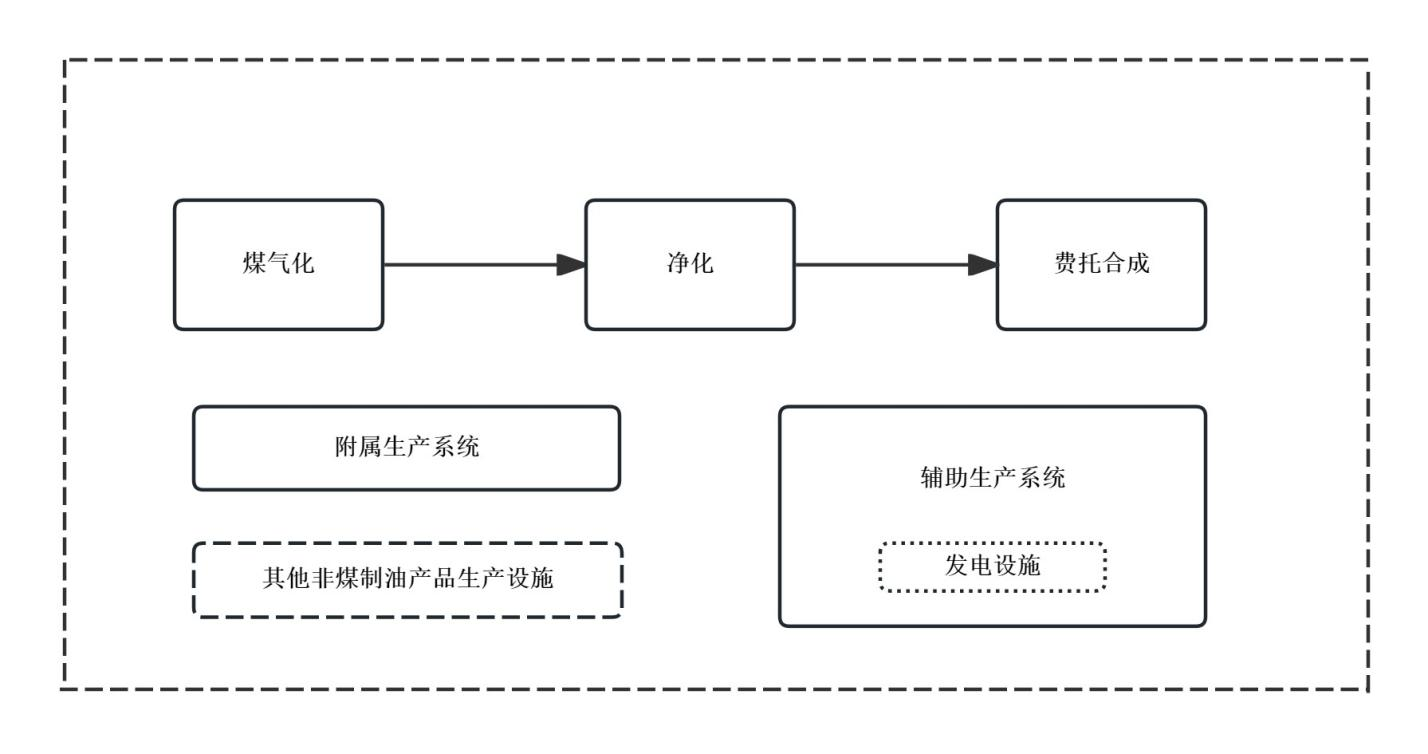 煤气化
净化
费托合成
附属生产系统
辅助生产系统
其他非煤制油产品生产设施
发电设施